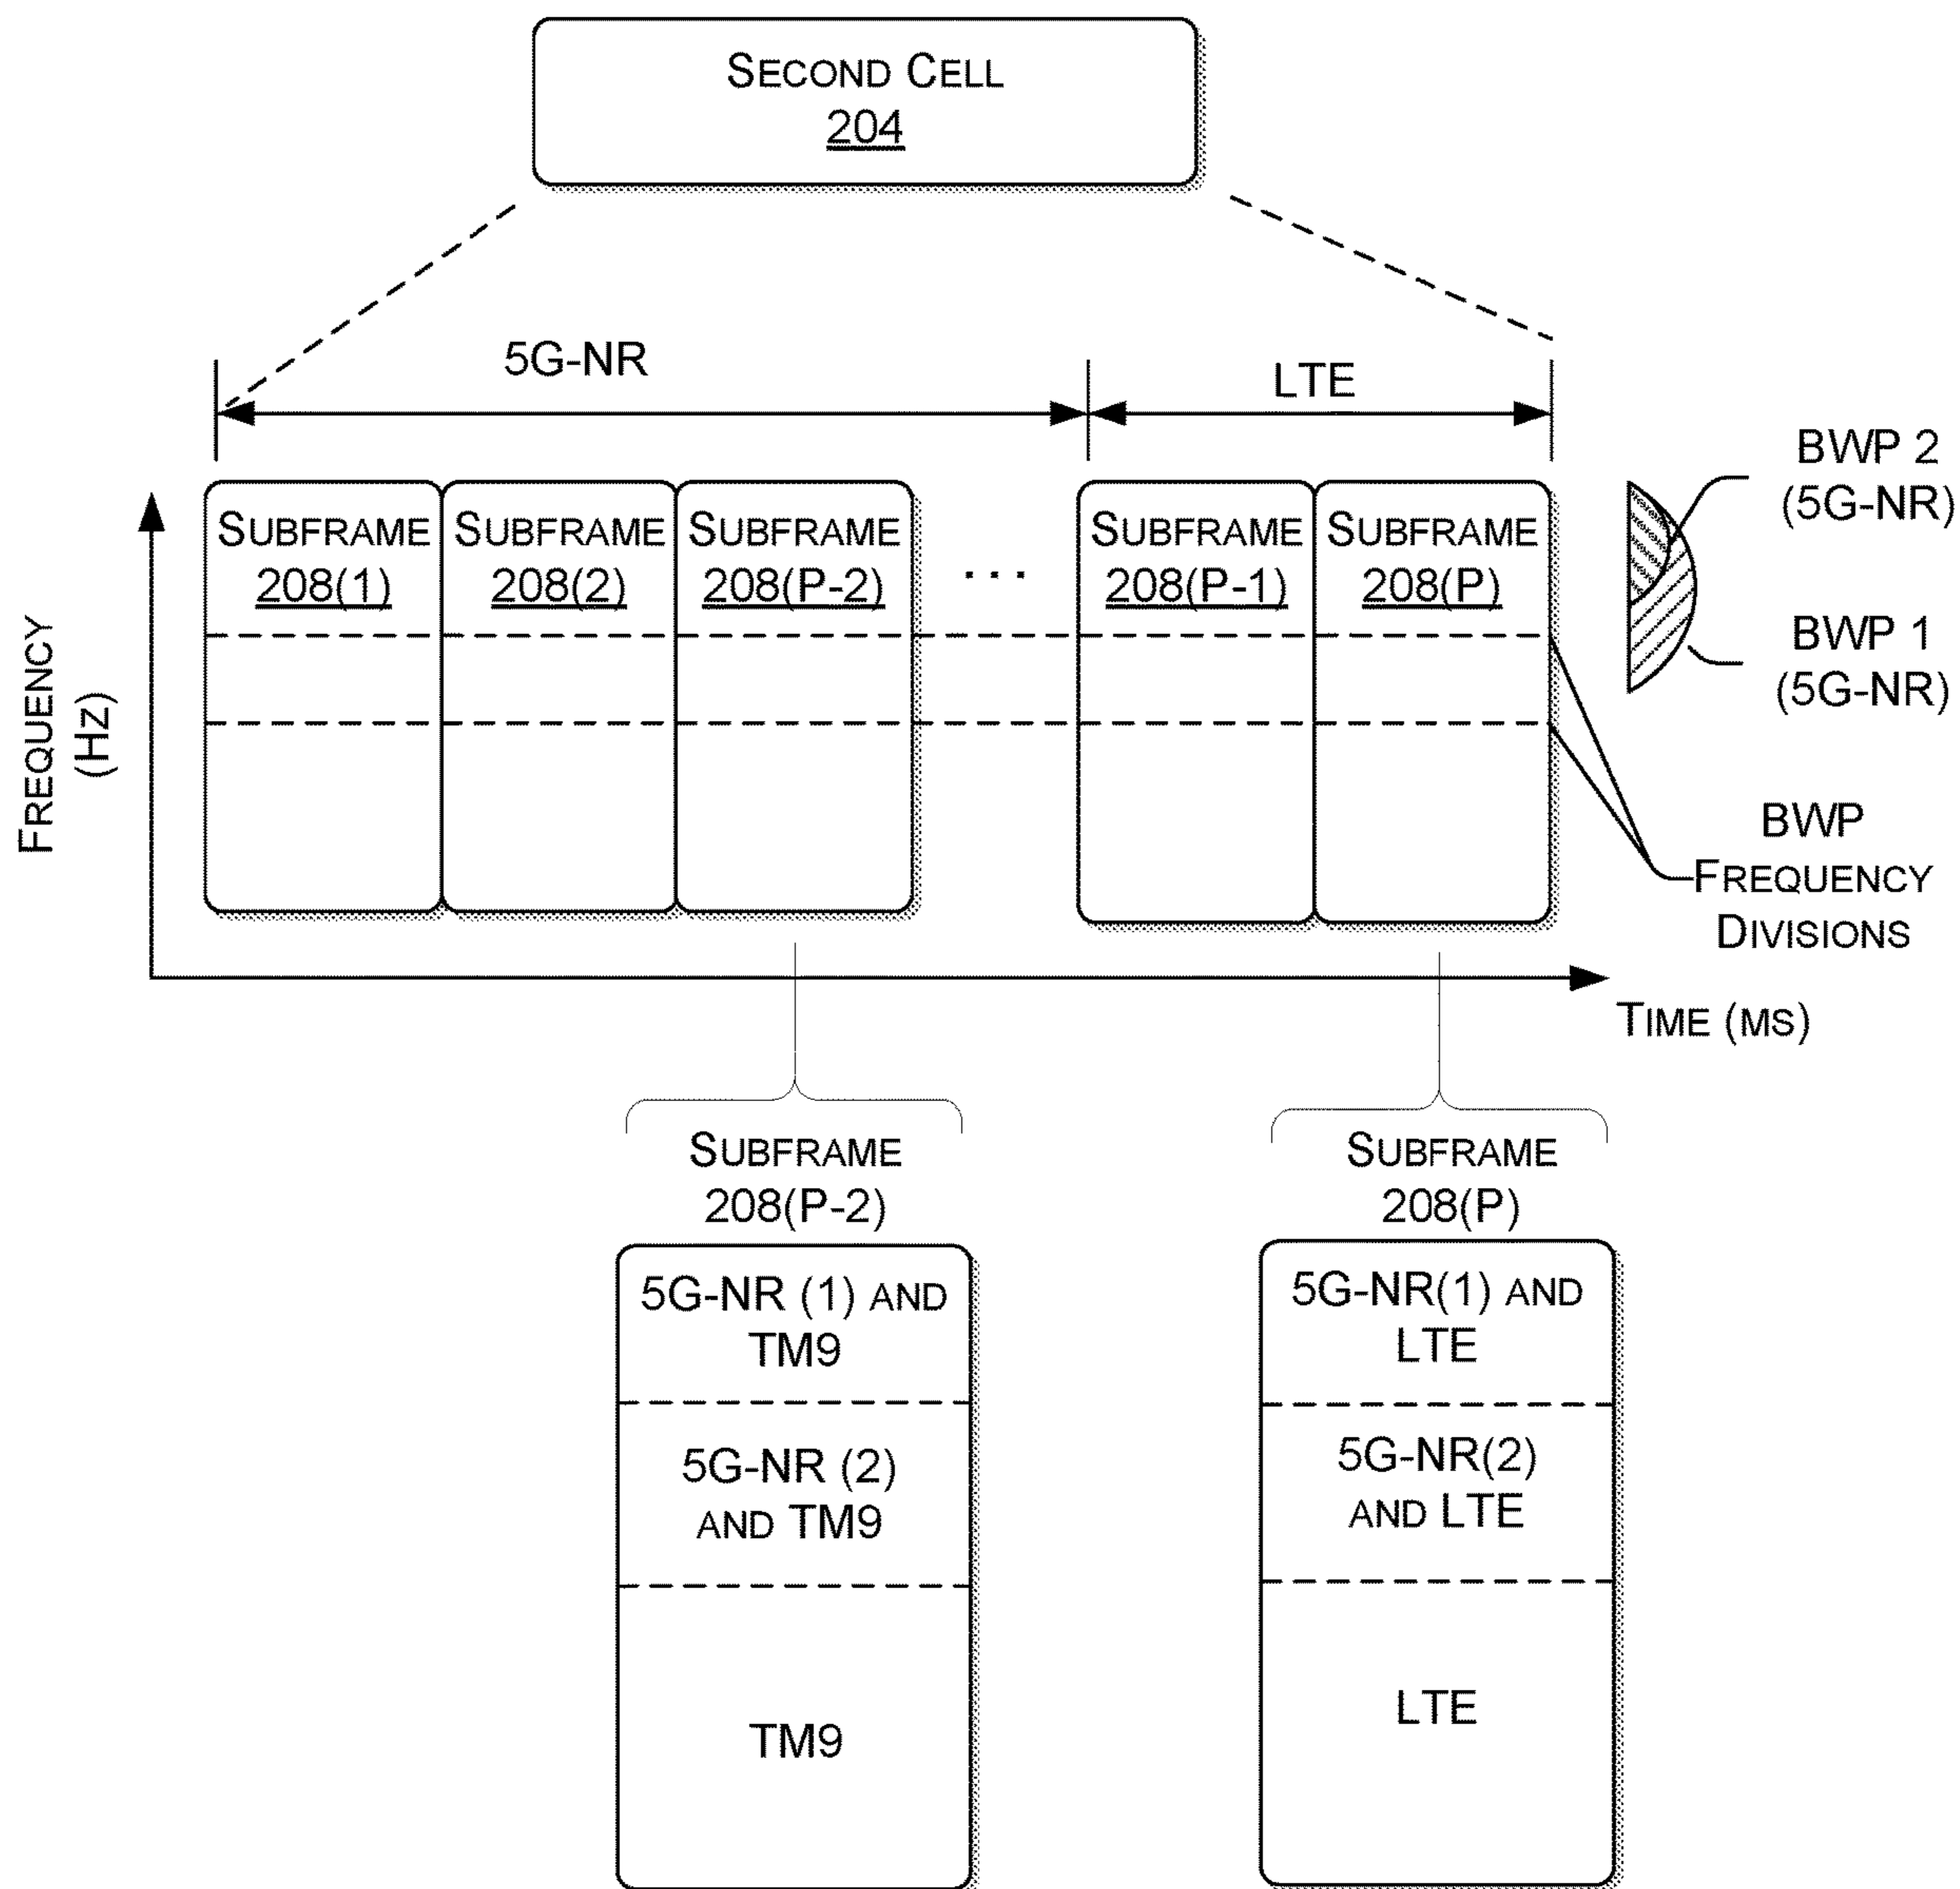 SECOND CELL
204
5G-NR
LTE
BWP 2
(5G-NR)
SUBFRAME
208(1)
SUBFRAME
208(2)
SUBFRAME
208(P-2)
...
SUBFRAME
208(P-1)
SUBFRAME
208(P)
BWP 1
(5G-NR)
FREQUENCY
(HZ)
BWP
FREQUENCY
DIVISIONS
TIME (MS)
SUBFRAME
208(P-2)
SUBFRAME
208(P)
5G-NR (1) AND
TM9
5G-NR (2)
AND TM9
TM9
5G-NR(1) AND
LTE
5G-NR(2)
AND LTE
LTE